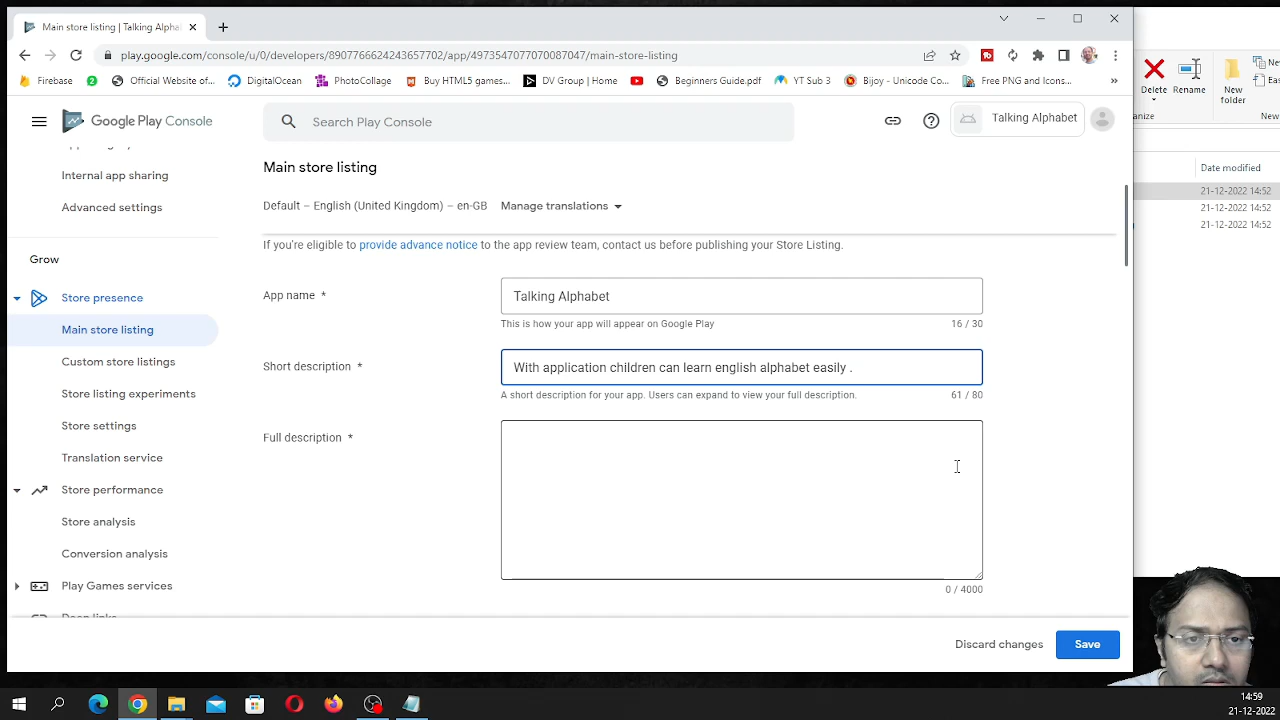 Main store listing | Talking Alpha
play.google.com/console/u/0/developers/8907766624243657702/app/4973547077070087047/main-store-listing
Firebase
2
Official Website of...
DigitalOcean
PhotoCollage
Buy HTML5 games...
DV Group | Home
Beginners Guide.pdf
YT Sub 3
Bijoy - Unicode Co...
Free PNG and Icons...
»
Delete
Rename
New
folder
Google Play Console
Search Play Console
Talking Alphabet
Date modified
21-12-2022 14:52
21-12-2022 14:52
21-12-2022 14:52
Internal app sharing
Advanced settings
Grow
Store presence
Main store listing
Custom store listings
Store listing experiments
Store settings
Translation service
Store performance
Store analysis
Conversion analysis
Play Games services
Main store listing
Default – English (United Kingdom) – en-GB
Manage translations
If you're eligible to provide advance notice to the app review team, contact us before publishing your Store Listing.
App name *
Talking Alphabet
This is how your app will appear on Google Play
16 / 30
Short description *
With application children can learn english alphabet easily .
A short description for your app. Users can expand to view your full description.
61 / 80
Full description *
0 / 4000
Discard changes
Save
14:59
21-12-2022